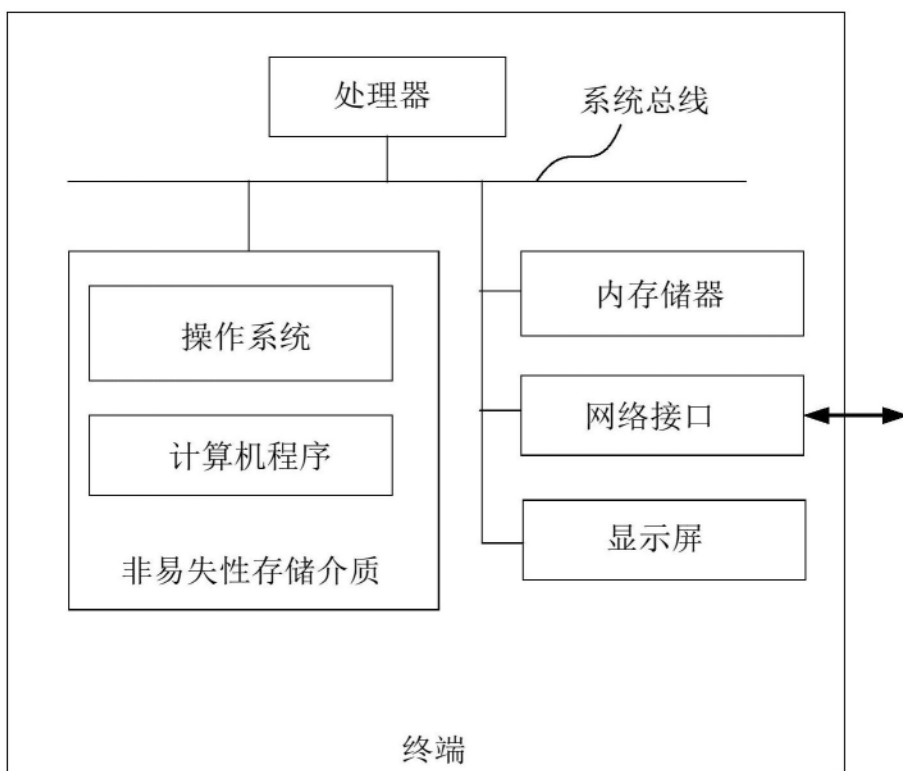 处理器
系统总线
操作系统
计算机程序
非易失性存储介质
内存储器
网络接口
显示屏
终端